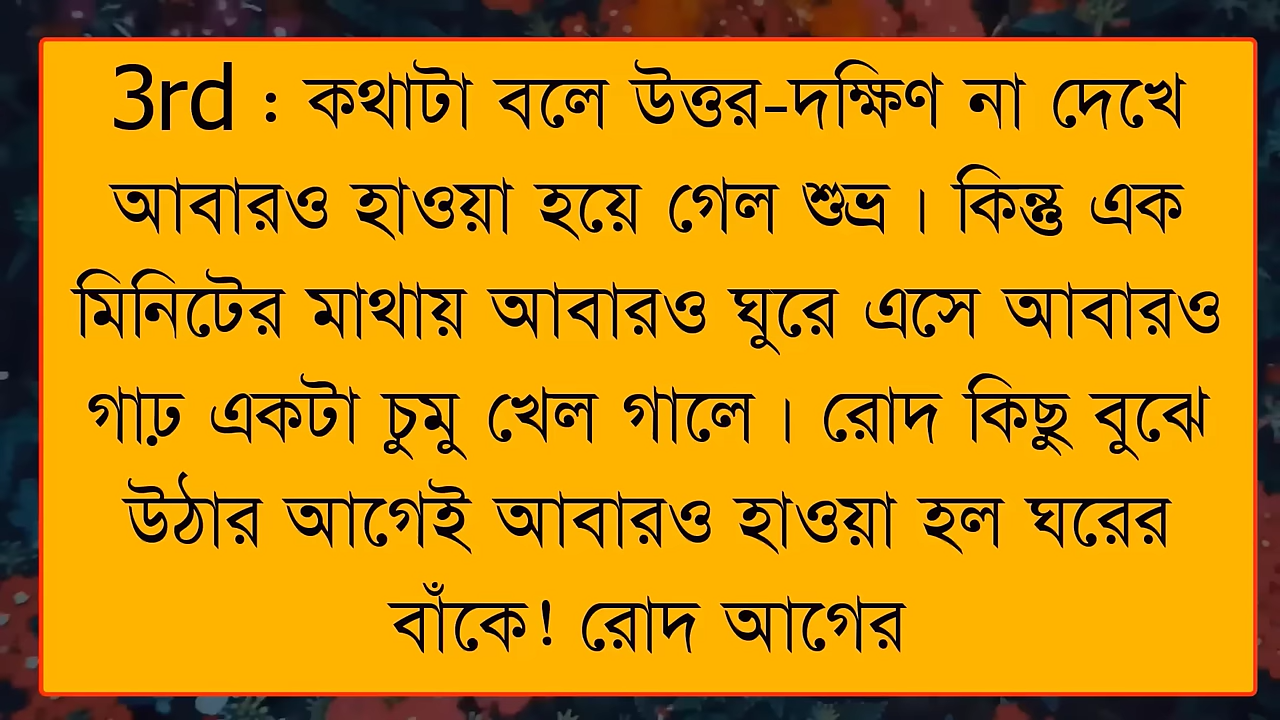 3rd : কথাটা বলে উত্তর-দক্ষিণ না দেখে
আবারও হাওয়া হয়ে গেল শুভ্র । কিন্তু এক
মিনিটের মাথায় আবারও ঘুরে এসে আবারও
গাঢ় একটা চুমু খেল গালে । রোদ কিছু বুঝে
উঠার আগেই আবারও হাওয়া হল ঘরের
বাঁকে! রোদ আগের